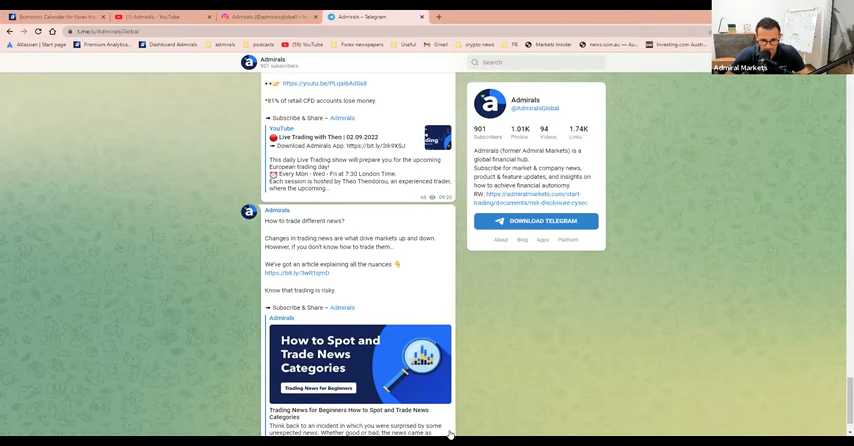 Economic Calendar for Forex tra
(1) Admirals - YouTube
Admirals (@admiralsglobal) • In
Admirals – Telegram
t.me/s/AdmiralsGlobal
Atlassian | Start page
Premium Analytics...
Dashboard Admirals
admirals
podcasts
(59) YouTube
Forex newspapers
Useful
Gmail
crypto news
FB
Market Insider
news.com.au — Au...
Investing.com Austr...
Admirals
901 subscribers
Search
*81% of retail CFD accounts lose money.
➟ Subscribe & Share – Admirals
YouTube
🔴 Live Trading with Theo | 02.09.2022
➟ Download Admirals App: https://bit.ly/3Ik9XSJ
This daily Live Trading show will prepare you for the upcoming
European trading day!
⏰ Every Mon - Wed - Fri at 7:30 London Time.
Each session is hosted by Theo Theodorou, an experienced trader,
where the upcoming...
68 09:20
Admirals
How to trade different news?
Changes in trading news are what drive markets up and down.
However, if you don't know how to trade them...
We've got an article explaining all the nuances 👇
https://bit.ly/3wR1qmD
Know that trading is risky.
➟ Subscribe & Share – Admirals
Admirals
How to Spot and
Trade News
Categories
Trading News for Beginners
Trading News for Beginners How to Spot and Trade News
Categories
Think back to an incident in which you were surprised by some
unexpected news. Whether good or bad, the news came as
Admirals
@AdmiralsGlobal
901 1.01K 94 1.74K
Subscribers Photos Videos Links
Admirals (former Admiral Markets) is a
global financial hub.
Subscribe for market & company news,
product & feature updates, and insights on
how to achieve financial autonomy.
RW: https://admiralmarkets.com/start-
trading/documents/risk-disclosure-cysec
DOWNLOAD TELEGRAM
About Blog Apps Platform
Admiral Markets